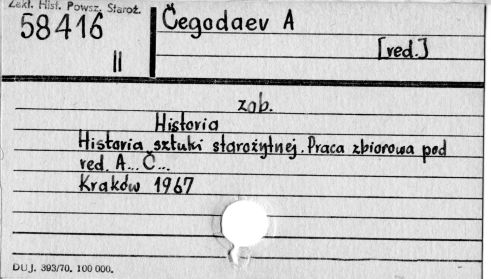 Zakł. Hist. Powsz. Staroż.
58416
II
Čegodaev A
[red.]
zob.
Historia
Historia sztuki starożytnej. Praca zbiorowa pod
red. A... Č...
Kraków 1967
DUJ. 393/70. 100 000.